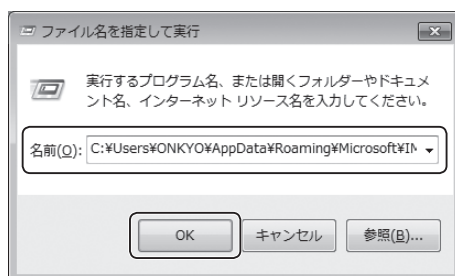 ファイル名を指定して実行
実行するプログラム名、または開くフォルダーやドキュメ
ント名、インターネット リソース名を入力してください。
名前(O): C:¥Users¥ONKYO¥AppData¥Roaming¥Microsoft¥IM
OK キャンセル 参照(B)...